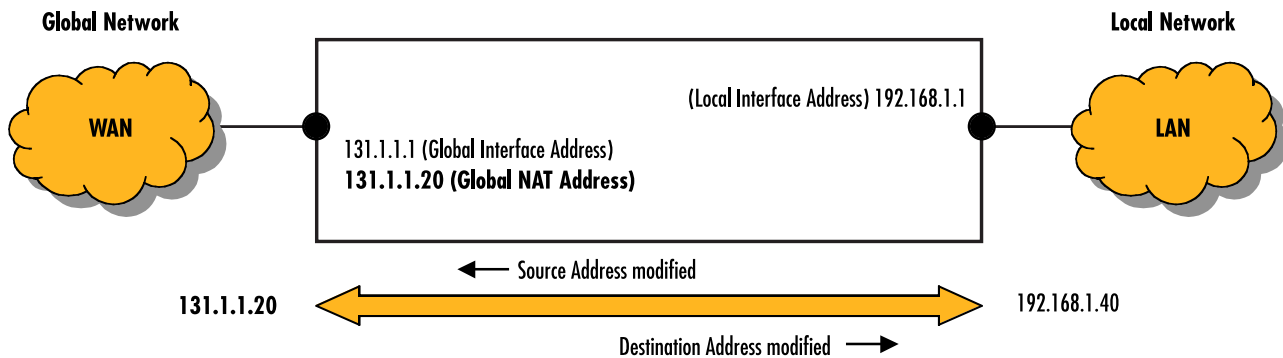 Global Network
Local Network
WAN
(Local Interface Address) 192.168.1.1
LAN
131.1.1.1 (Global Interface Address)
131.1.1.20 (Global NAT Address)
Source Address modified
131.1.1.20
192.168.1.40
Destination Address modified